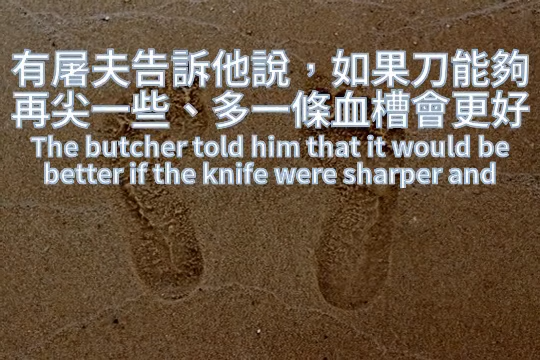 有屠夫告訴他說，如果刀能夠
再尖一些、多一條血槽會更好
The butcher told him that it would be
better if the knife were sharper and